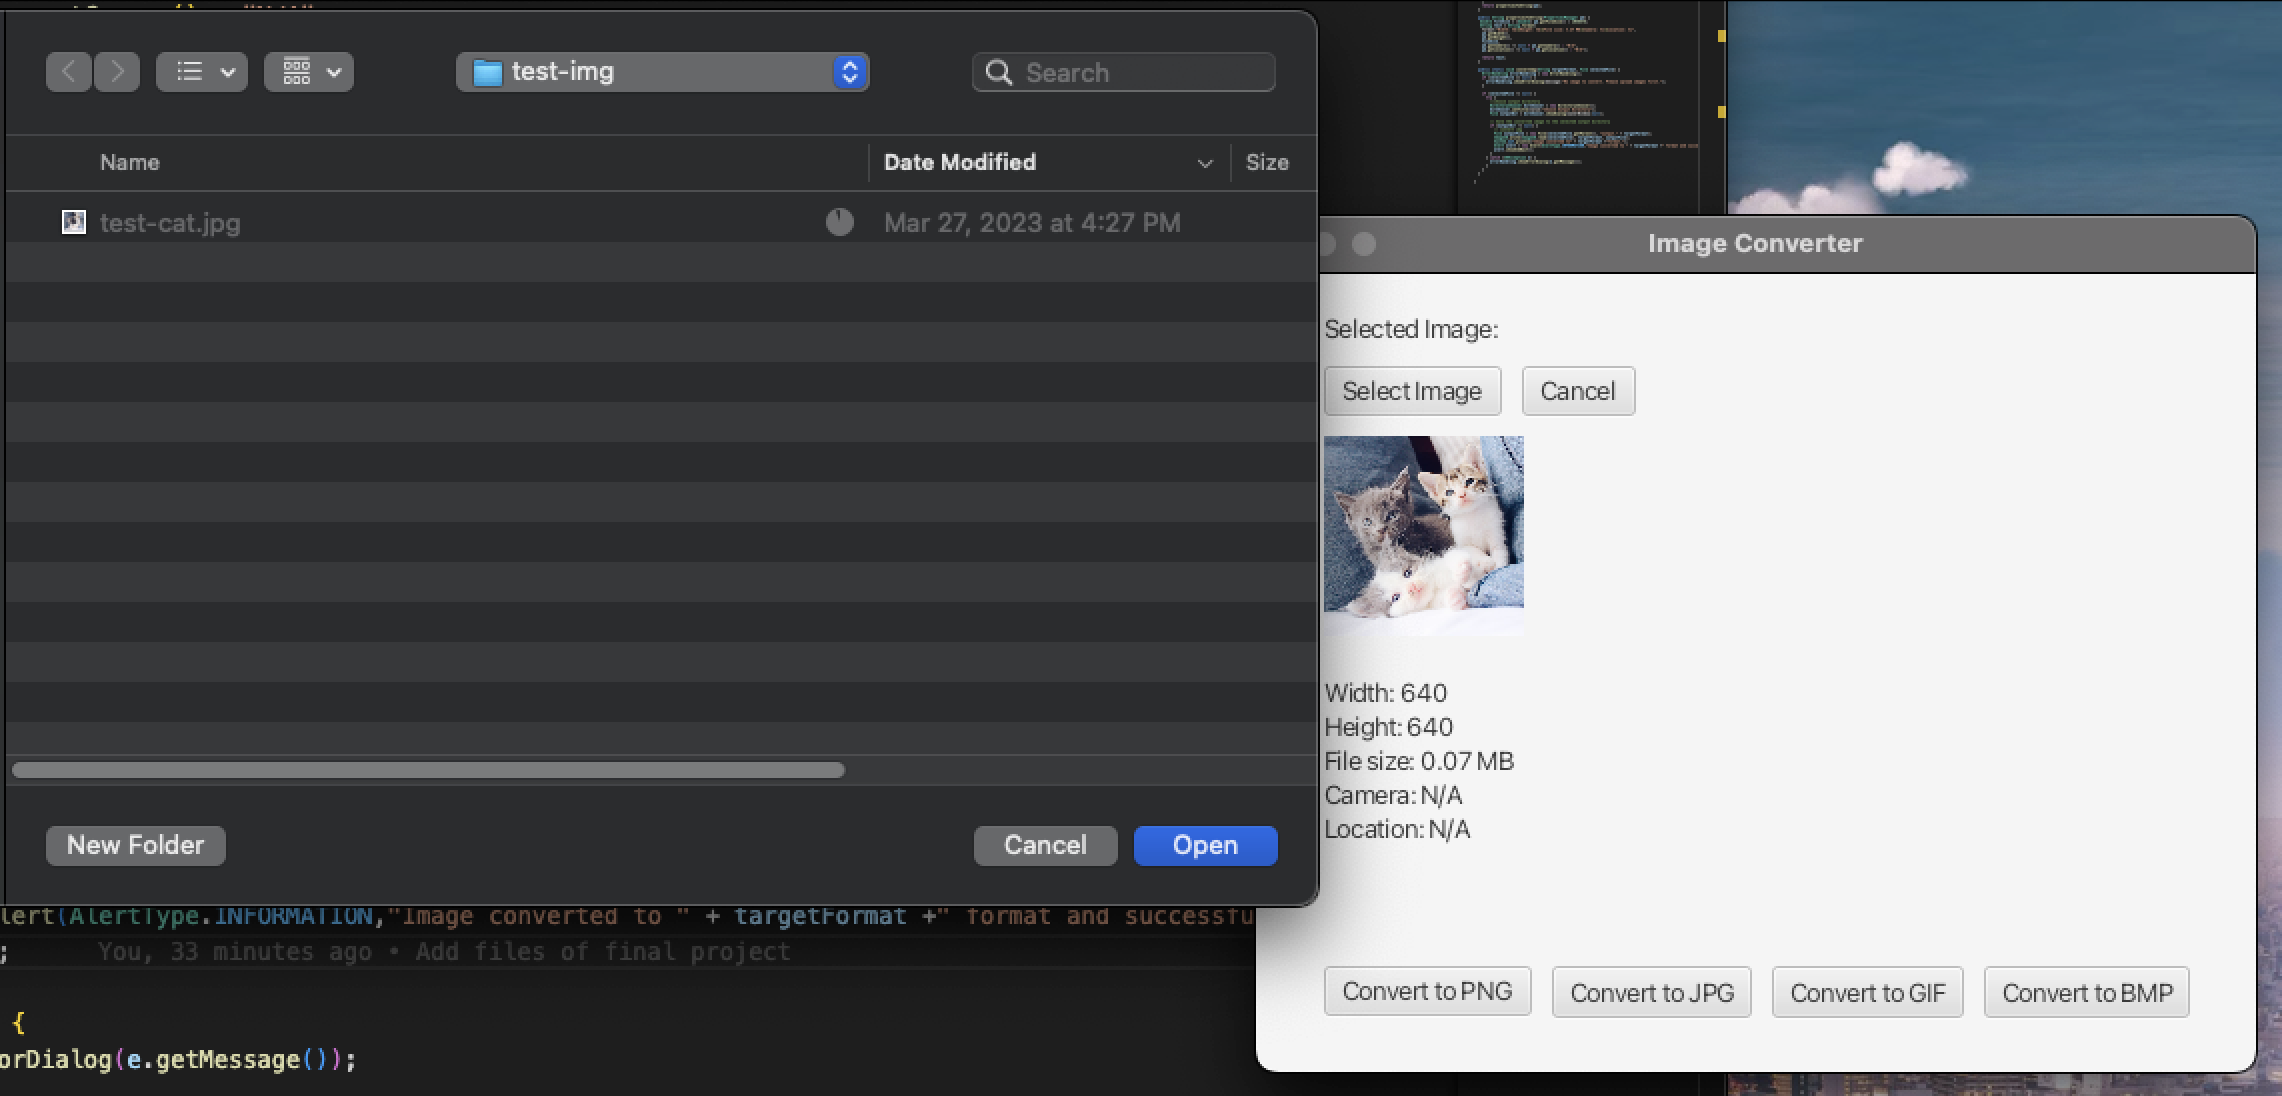 test-img
Search
Name
Date Modified
Size
test-cat.jpg
Mar 27, 2023 at 4:27 PM
New Folder
Cancel
Open
Image Converter
Selected Image:
Select Image
Cancel
Width: 640
Height: 640
File size: 0.07 MB
Camera: N/A
Location: N/A
Convert to PNG
Convert to JPG
Convert to GIF
Convert to BMP
lert(AlertType.INFORMATION,"Image converted to " + targetFormat +" format and successfu
; You, 33 minutes ago • Add files of final project
{
orDialog(e.getMessage());